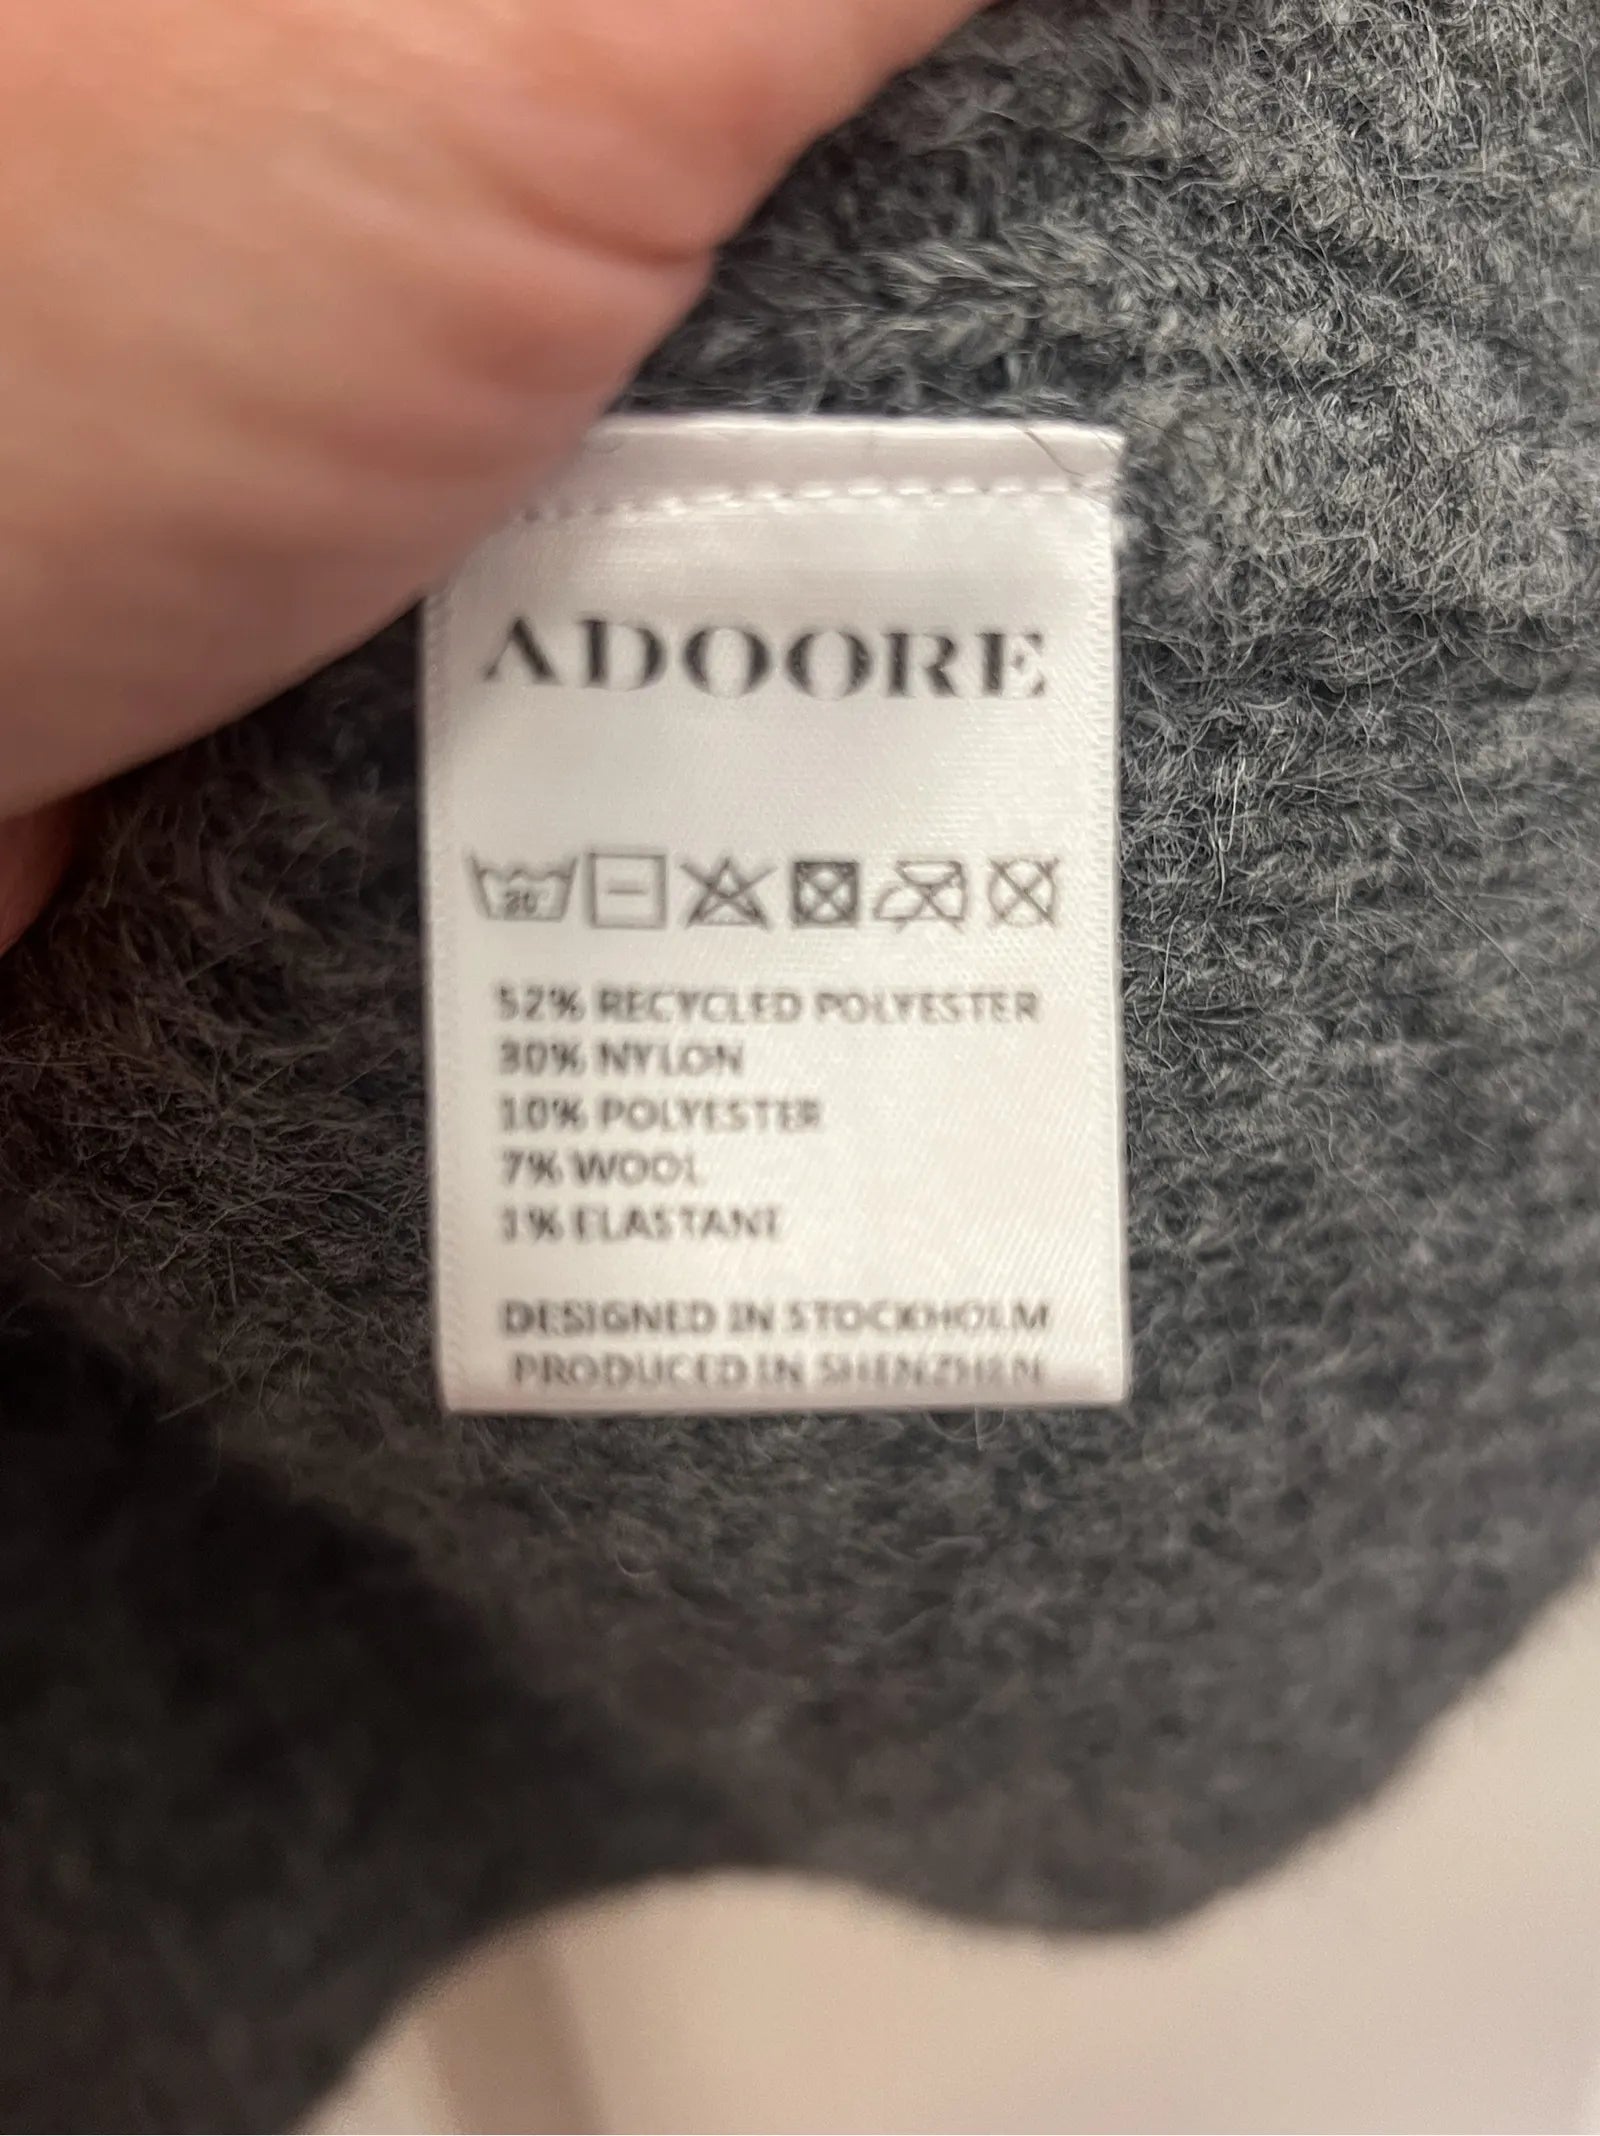 ADOORE
52% RECYCLED POLYESTER
30% NYLON
10% POLYESTER
7% WOOL
1% ELASTANE
DESIGNED IN STOCKHOLM
PRODUCED IN SHENZHEN